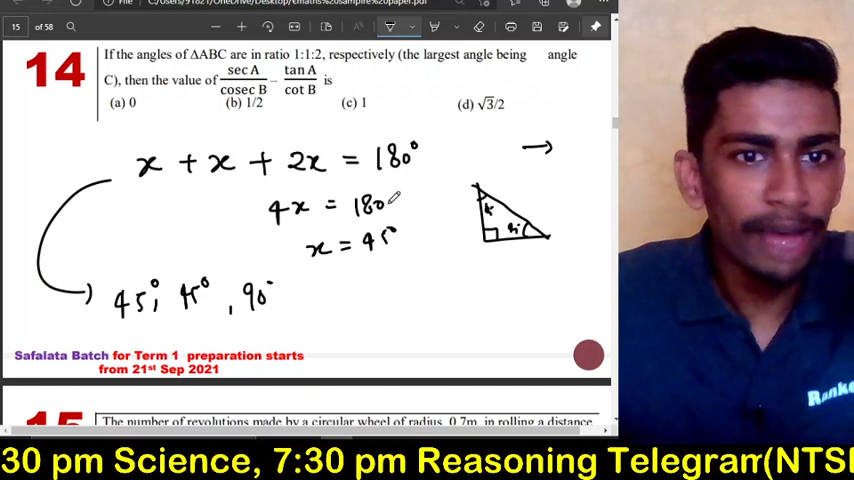 15 of 58
14
If the angles of ΔABC are in ratio 1:1:2, respectively (the largest angle being angle
C), then the value of sec A/cosec B – tan A/cot B is
(a) 0 (b) 1/2 (c) 1 (d) √3/2
x + x + 2x = 180°
4x = 180
x = 45°
45°, 45°, 90°
Safalata Batch for Term 1 preparation starts
from 21st Sep 2021
15
The number of revolutions made by a circular wheel of radius 0.7m in rolling a distance
30 pm Science, 7:30 pm Reasoning Telegram